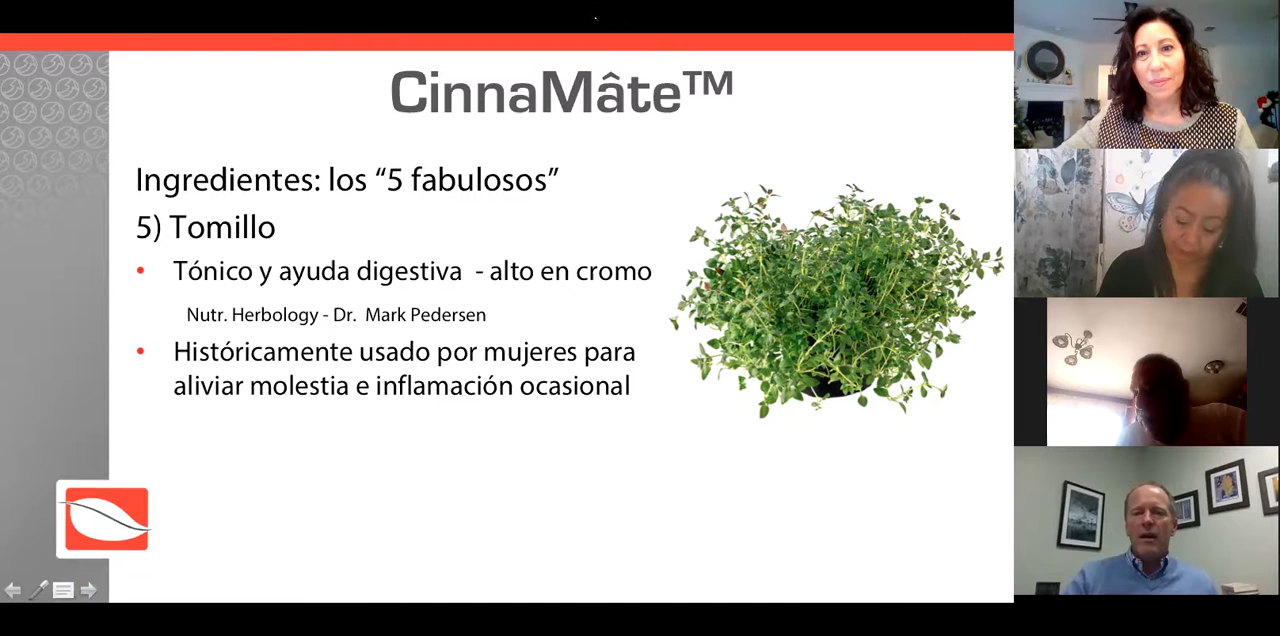 CinnaMâte™
Ingredientes: los “5 fabulosos”
5) Tomillo
• Tónico y ayuda digestiva - alto en cromo
Nutr. Herbology - Dr. Mark Pedersen
• Históricamente usado por mujeres para
aliviar molestia e inflamación ocasional